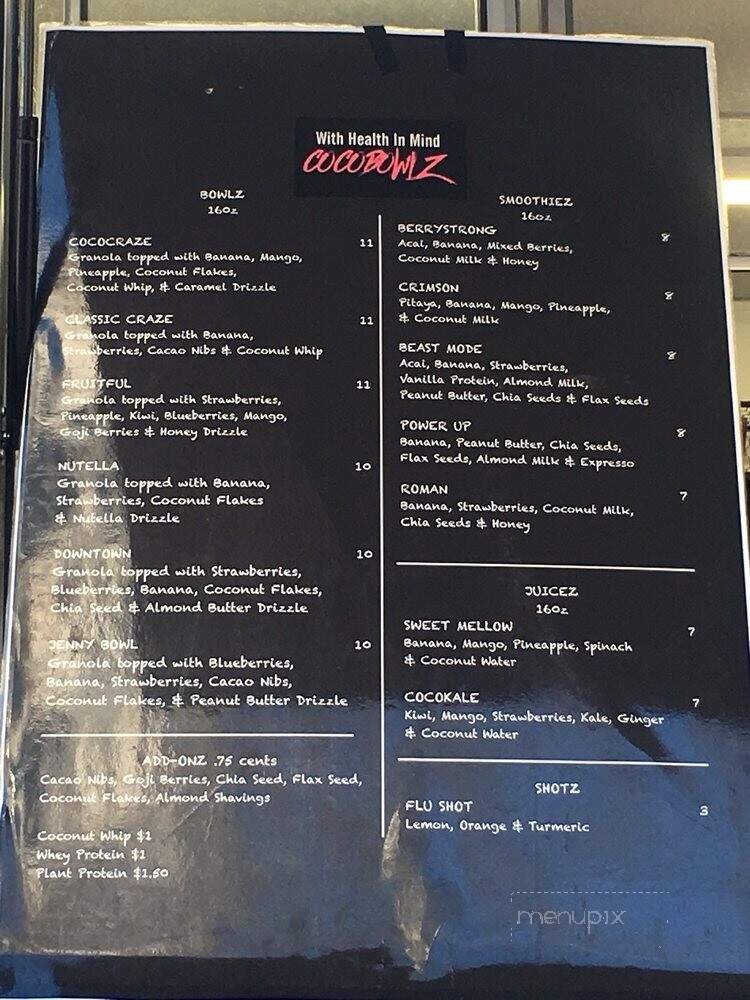 With Health In Mind
COCOBOWLZ
BOWLZ
16oz
COCOCRAZE 11
Granola topped with Banana, Mango,
Pineapple, Coconut Flakes,
Coconut Whip, & Caramel Drizzle
CLASSIC CRAZE 11
Granola topped with Banana,
Strawberries, Cacao Nibs & Coconut Whip
FRUITFUL 11
Granola topped with Strawberries,
Pineapple, Kiwi, Blueberries, Mango,
Goji Berries & Honey Drizzle
NUTELLA 10
Granola topped with Banana,
Strawberries, Coconut Flakes
& Nutella Drizzle
DOWNTOWN 10
Granola topped with Strawberries,
Blueberries, Banana, Coconut Flakes,
Chia Seed & Almond Butter Drizzle
JENNY BOWL 10
Granola topped with Blueberries,
Banana, Strawberries, Cacao Nibs,
Coconut Flakes, & Peanut Butter Drizzle
ADD-ONZ .75 cents
Cacao Nibs, Goji Berries, Chia Seed, Flax Seed,
Coconut Flakes, Almond Shavings
Coconut Whip $1
Whey Protein $1
Plant Protein $1.50
SMOOTHIEZ
16oz
BERRYSTRONG 8
Acai, Banana, Mixed Berries,
Coconut Milk & Honey
CRIMSON 8
Pitaya, Banana, Mango, Pineapple,
& Coconut Milk
BEAST MODE 8
Acai, Banana, Strawberries,
Vanilla Protein, Almond Milk,
Peanut Butter, Chia Seeds & Flax Seeds
POWER UP 8
Banana, Peanut Butter, Chia Seeds,
Flax Seeds, Almond Milk & Expresso
ROMAN 7
Banana, Strawberries, Coconut Milk,
Chia Seeds & Honey
JUICEZ
16oz
SWEET MELLOW 7
Banana, Mango, Pineapple, Spinach
& Coconut Water
COCOKALE 7
Kiwi, Mango, Strawberries, Kale, Ginger
& Coconut Water
SHOTZ
FLU SHOT 3
Lemon, Orange & Turmeric
menupix